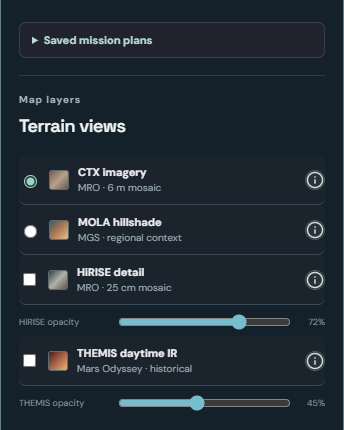 Saved mission plans
Map layers
Terrain views
CTX imagery
MRO · 6 m mosaic
MOLA hillshade
MGS · regional context
HiRISE detail
MRO · 25 cm mosaic
HiRISE opacity 72%
THEMIS daytime IR
Mars Odyssey · historical
THEMIS opacity 45%